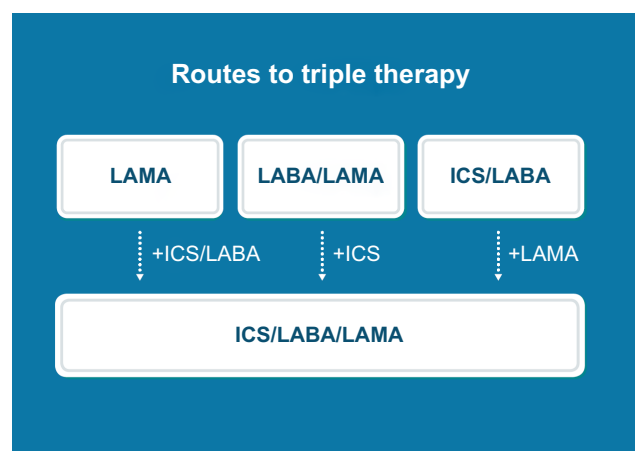 Routes to triple therapy
LAMA
LABA/LAMA
ICS/LABA
+ICS/LABA
+ICS
+LAMA
ICS/LABA/LAMA